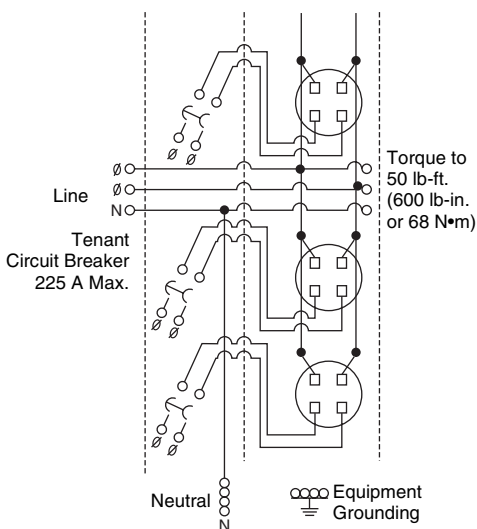 Torque to
50 lb-ft.
(600 lb-in.
or 68 N•m)
Ø
Line
Ø
N
Tenant
Circuit Breaker
225 A Max.
Ø Ø
Ø Ø
Ø Ø
Neutral
N
Equipment
Grounding